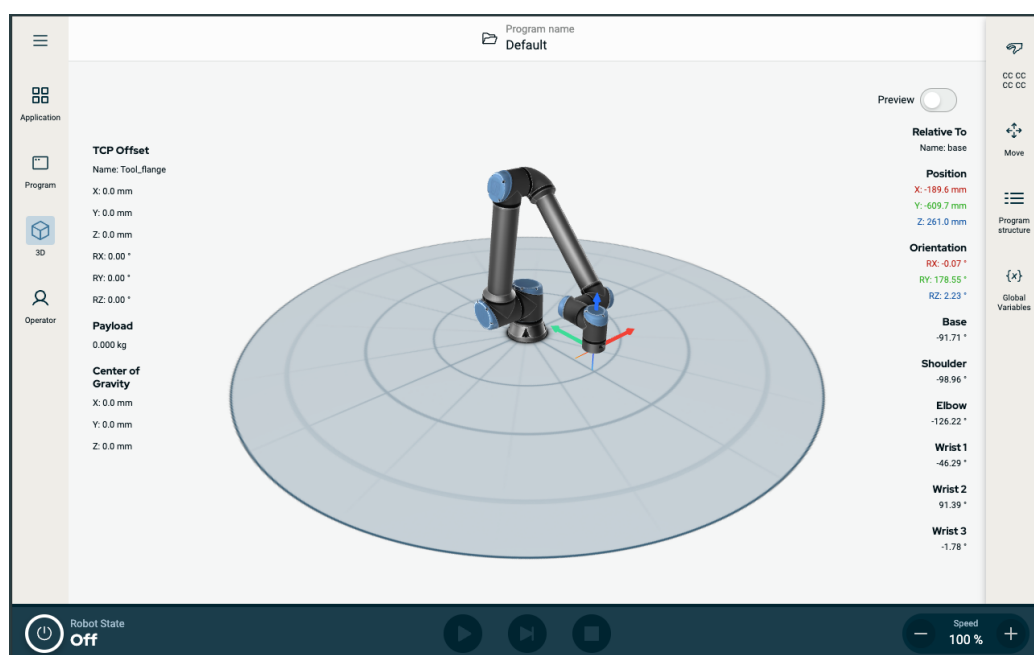 Program name
Default
Application
Program
3D
Operator
TCP Offset
Name: Tool_flange
X: 0.0 mm
Y: 0.0 mm
Z: 0.0 mm
RX: 0.00 °
RY: 0.00 °
RZ: 0.00 °
Payload
0.000 kg
Center of
Gravity
X: 0.0 mm
Y: 0.0 mm
Z: 0.0 mm
Preview
Relative To
Name: base
Position
X: -189.6 mm
Y: -609.7 mm
Z: 261.0 mm
Orientation
RX: -0.07 °
RY: 178.55 °
RZ: 2.23 °
Base
-91.71 °
Shoulder
-98.96 °
Elbow
-126.22 °
Wrist 1
-46.29 °
Wrist 2
91.39 °
Wrist 3
-1.78 °
CC CC
CC CC
Move
Program
structure
{x}
Global
Variables
Robot State
Off
Speed
100 %